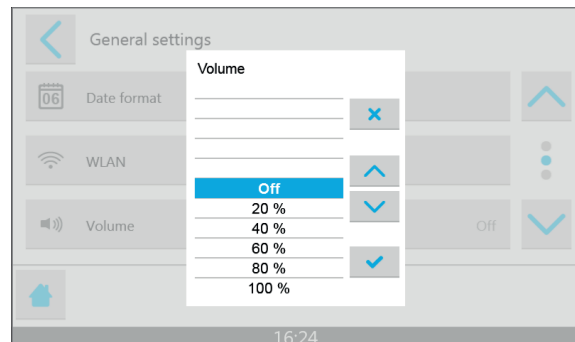 General settings
Volume
06
Date format
WLAN
Off
20 %
Volume
Off
40 %
60 %
80 %
100 %
16:24